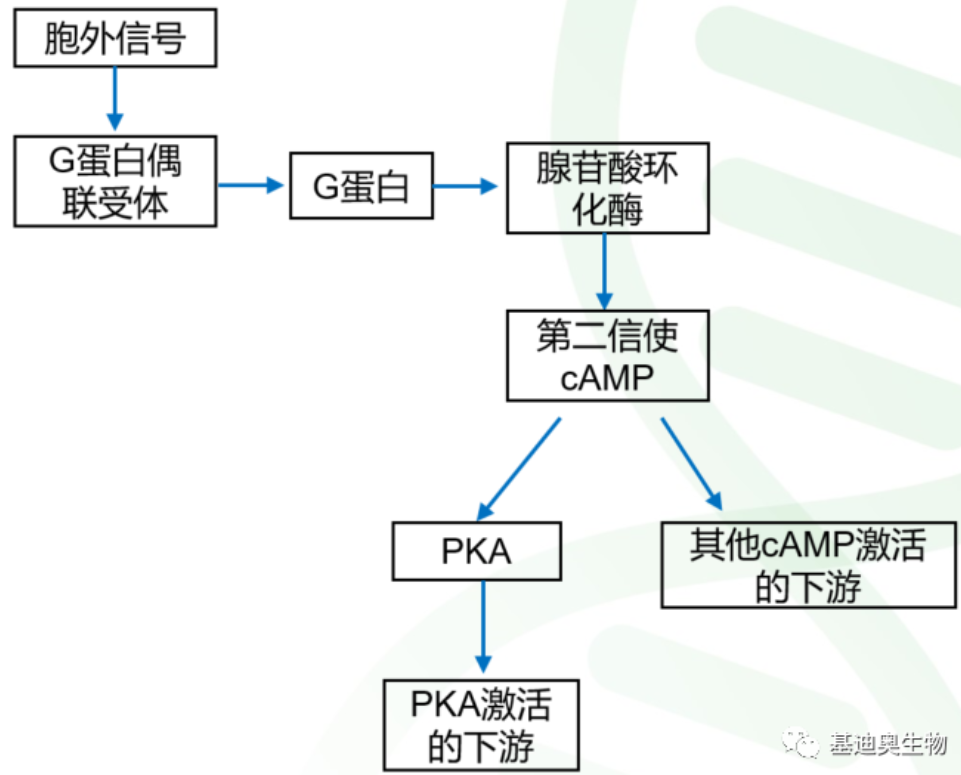 胞外信号
G蛋白偶
联受体
G蛋白
腺苷酸环
化酶
第二信使
cAMP
PKA
其他cAMP激活
的下游
PKA激活
的下游
基迪奥生物